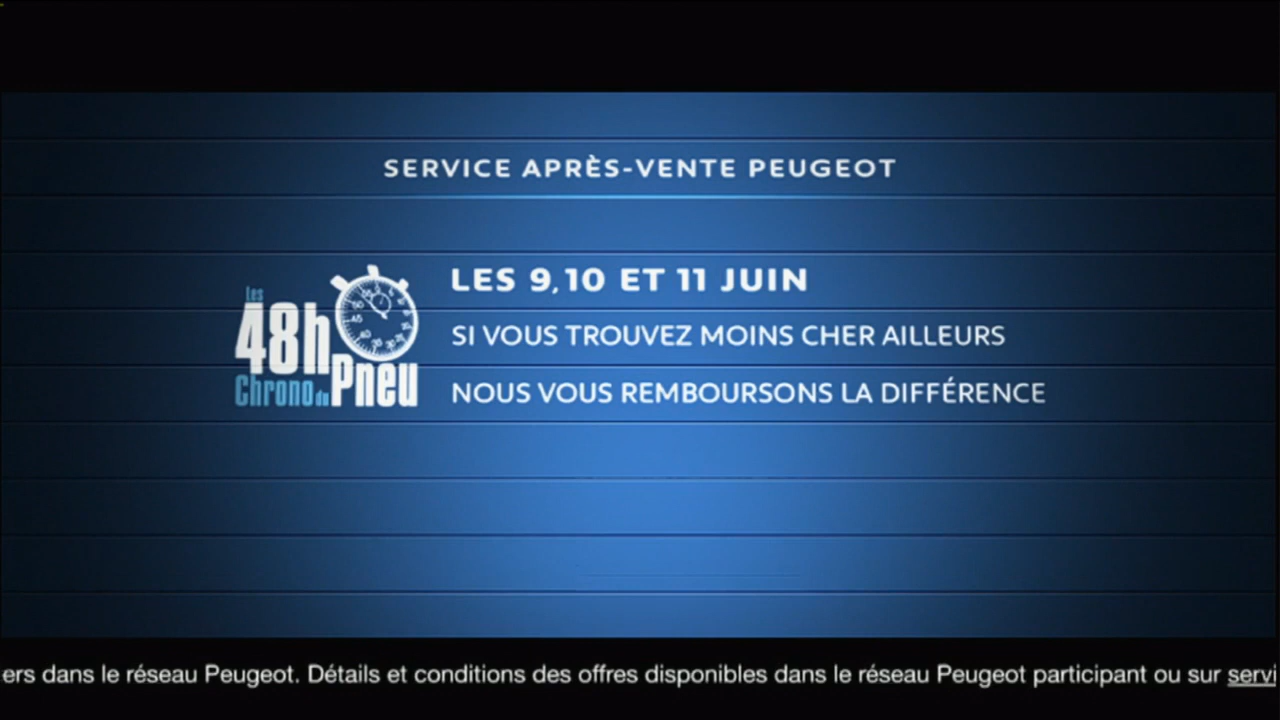 SERVICE APRÈS-VENTE PEUGEOT
LES 9,10 ET 11 JUIN
Les
48h
Chrono du Pneu
SI VOUS TROUVEZ MOINS CHER AILLEURS
NOUS VOUS REMBOURSONS LA DIFFÉRENCE
ers dans le réseau Peugeot. Détails et conditions des offres disponibles dans le réseau Peugeot participant ou sur servi